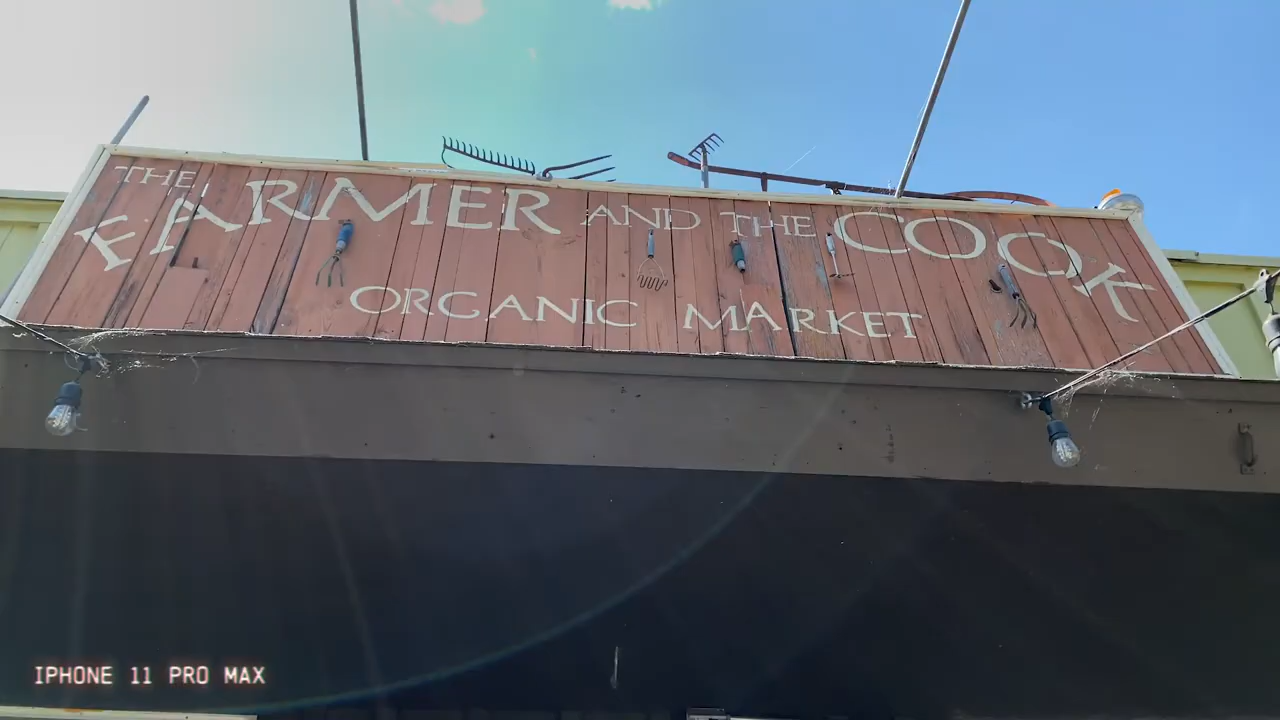 THE FARMER AND THE COOK
ORGANIC MARKET
IPHONE 11 PRO MAX